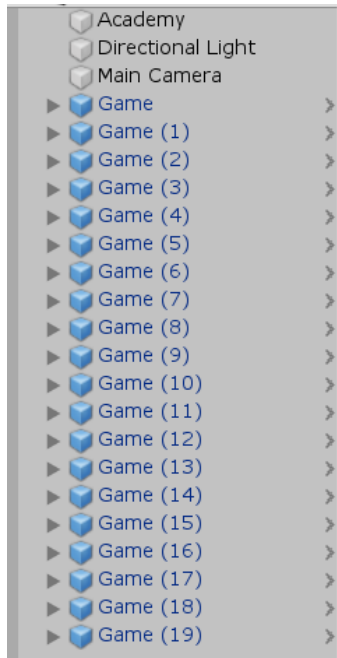 Academy
Directional Light
Main Camera
Game
Game (1)
Game (2)
Game (3)
Game (4)
Game (5)
Game (6)
Game (7)
Game (8)
Game (9)
Game (10)
Game (11)
Game (12)
Game (13)
Game (14)
Game (15)
Game (16)
Game (17)
Game (18)
Game (19)